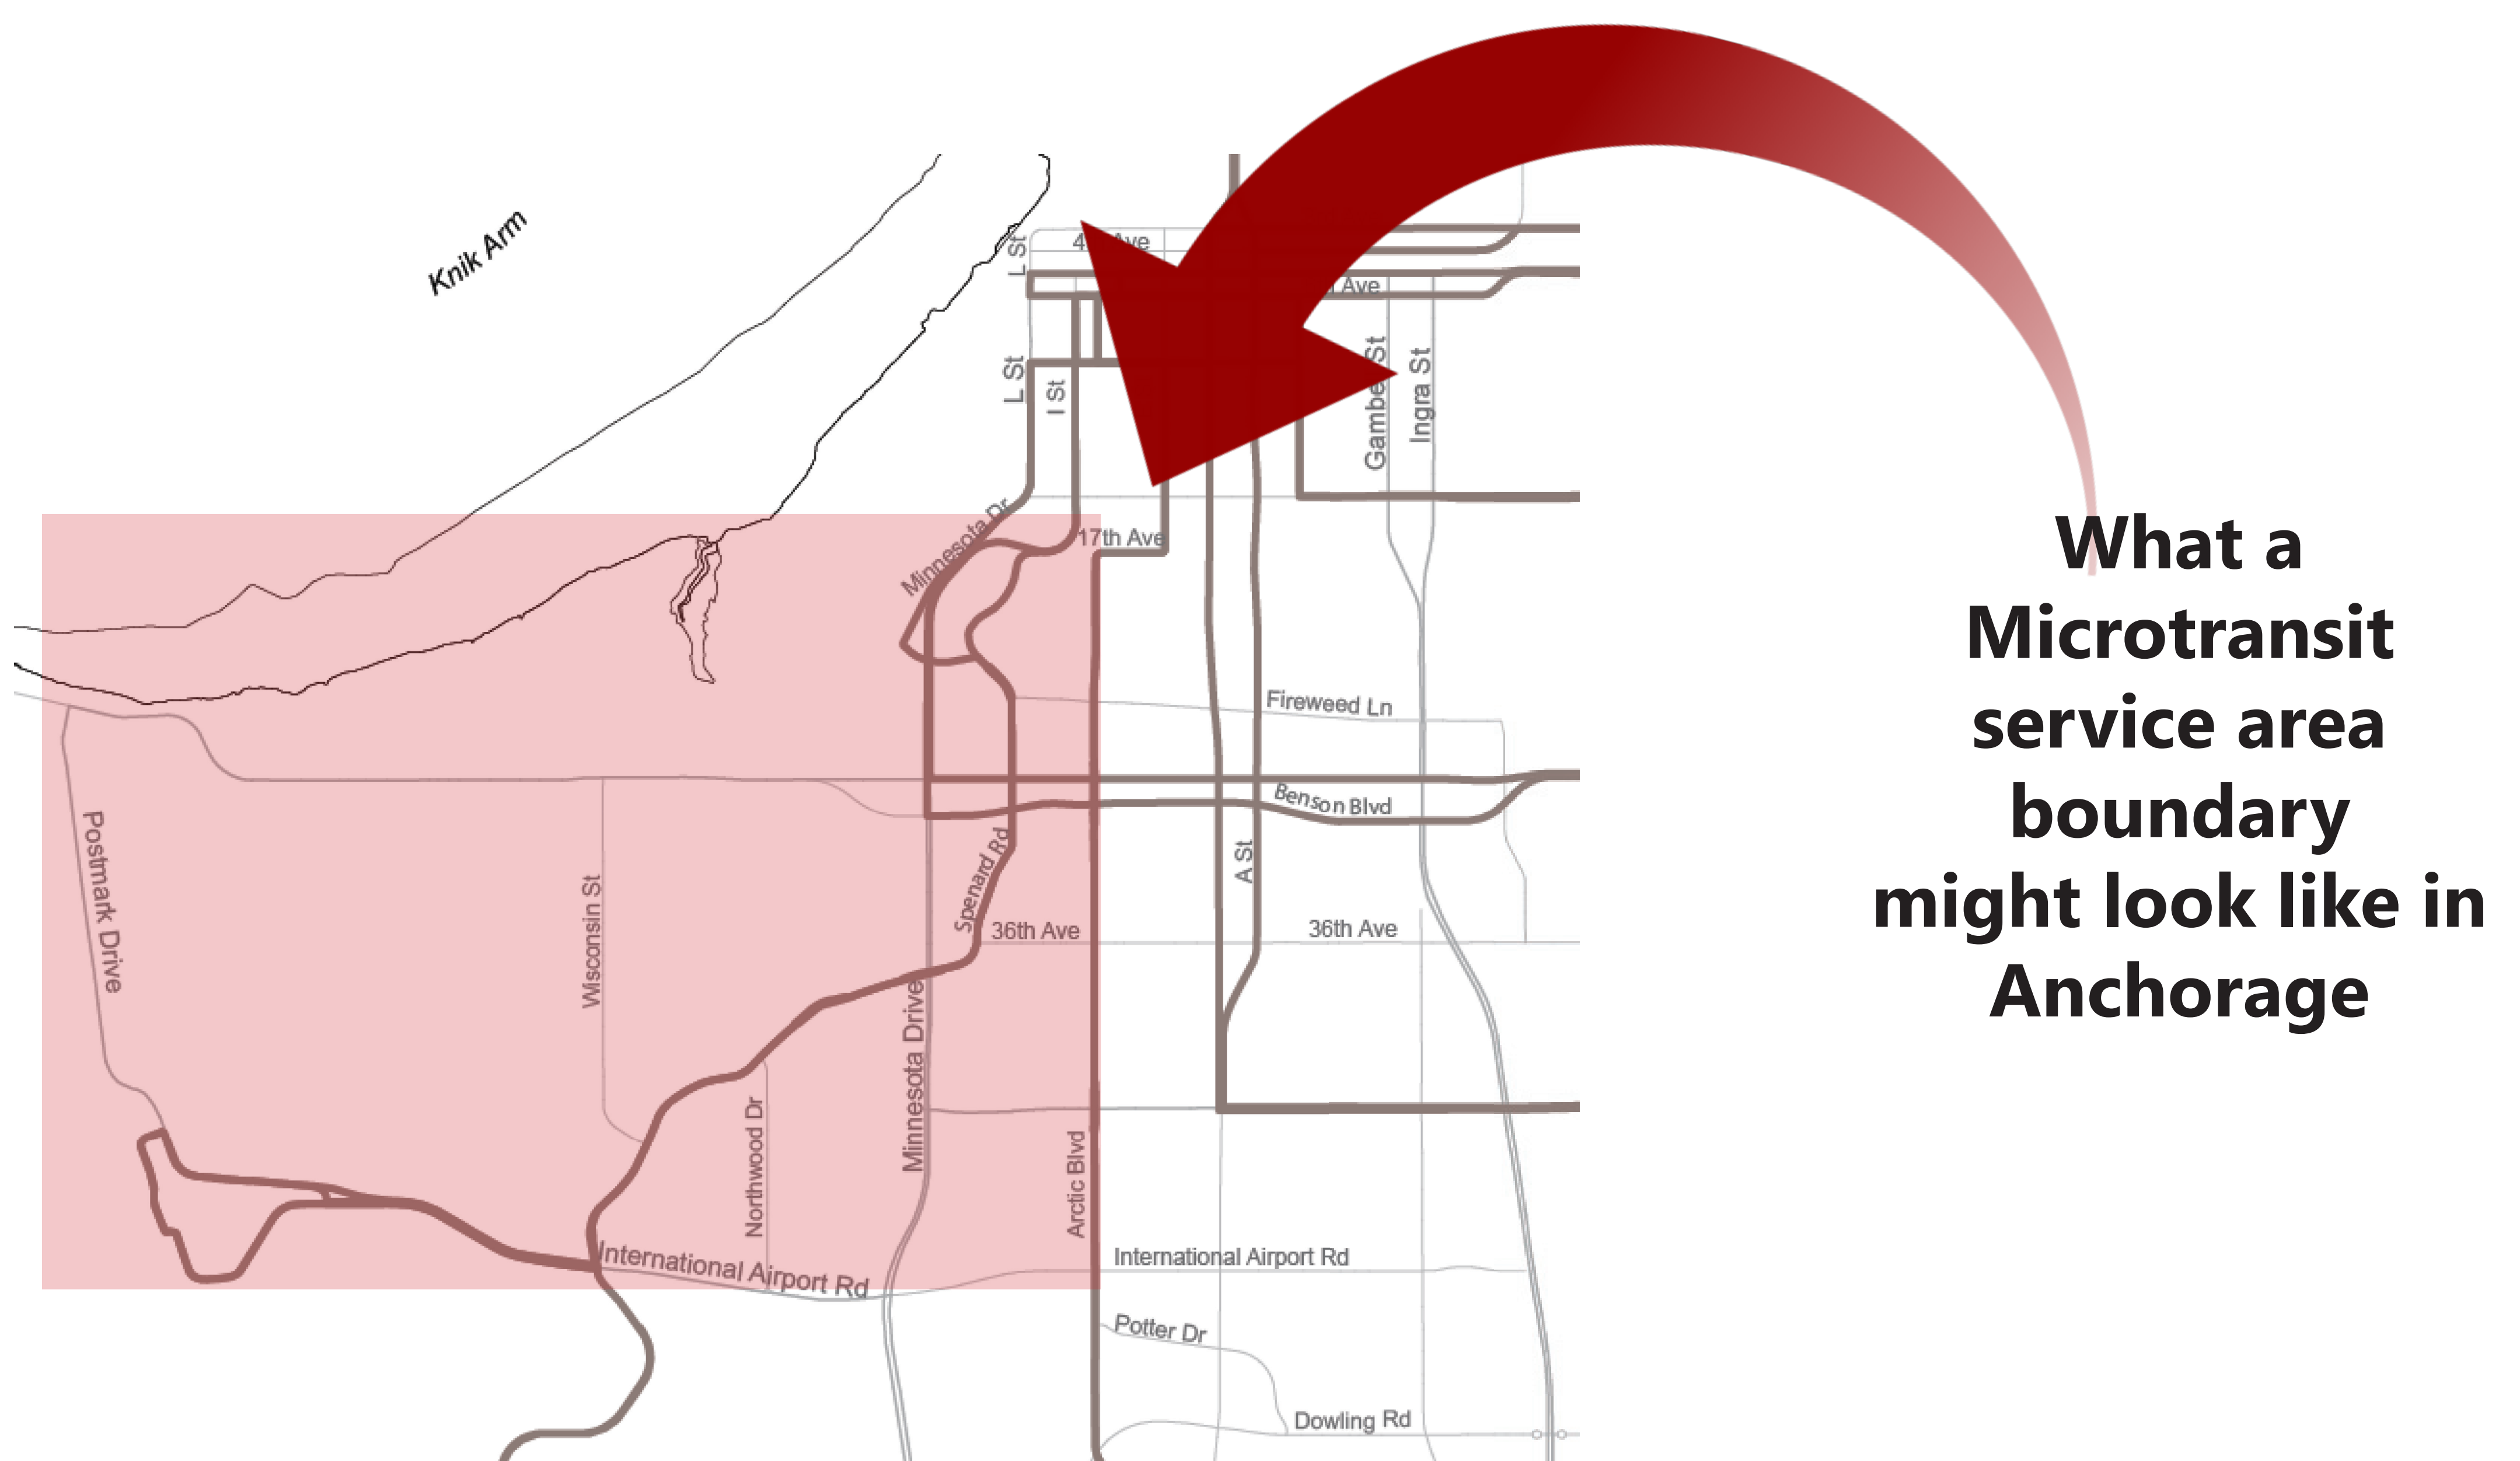 Knik Arm
L St
Ave
Ave
L St
I St
St
Ingra St
Minnesota Dr
17th Ave
Fireweed Ln
Benson Blvd
Postmark Drive
Wisconsin St
Spenard Rd
A St
36th Ave
36th Ave
Minnesota Drive
Northwood Dr
Arctic Blvd
International Airport Rd
International Airport Rd
Potter Dr
Dowling Rd
What a
Microtransit
service area
boundary
might look like in
Anchorage